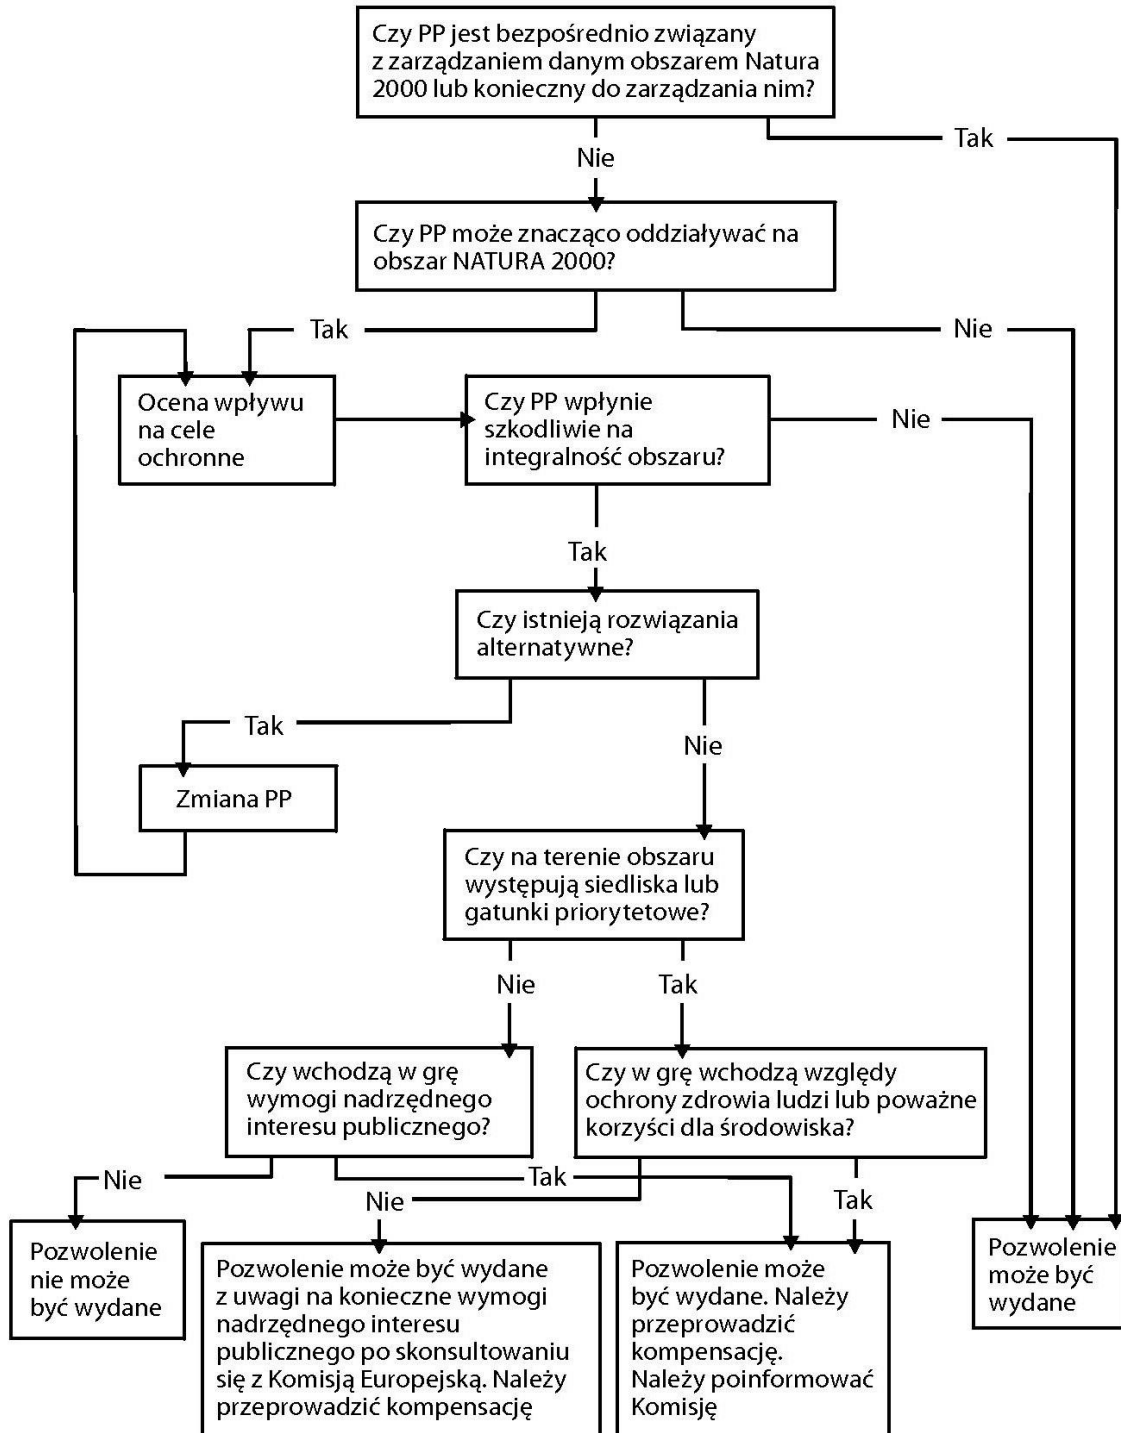 Czy PP jest bezpośrednio związany
z zarządzaniem danym obszarem Natura
2000 lub konieczny do zarządzania nim?
Tak
Nie
Czy PP może znacząco oddziaływać na
obszar NATURA 2000?
Tak
Nie
Ocena wpływu
na cele
ochronne
Czy PP wpłynie
szkodliwie na
integralność obszaru?
Nie
Tak
Czy istnieją rozwiązania
alternatywne?
Tak
Nie
Zmiana PP
Czy na terenie obszaru
występują siedliska lub
gatunki priorytetowe?
Nie
Tak
Czy wchodzą w grę
wymogi nadrzędnego
interesu publicznego?
Czy w grę wchodzą względy
ochrony zdrowia ludzi lub poważne
korzyści dla środowiska?
Nie
Tak
Nie
Tak
Pozwolenie
nie może
być wydane
Pozwolenie może być wydane
z uwagi na konieczne wymogi
nadrzędnego interesu
publicznego po skonsultowaniu
się z Komisją Europejską. Należy
przeprowadzić kompensację
Pozwolenie może
być wydane. Należy
przeprowadzić
kompensację.
Należy poinformować
Komisję
Pozwolenie
może być
wydane